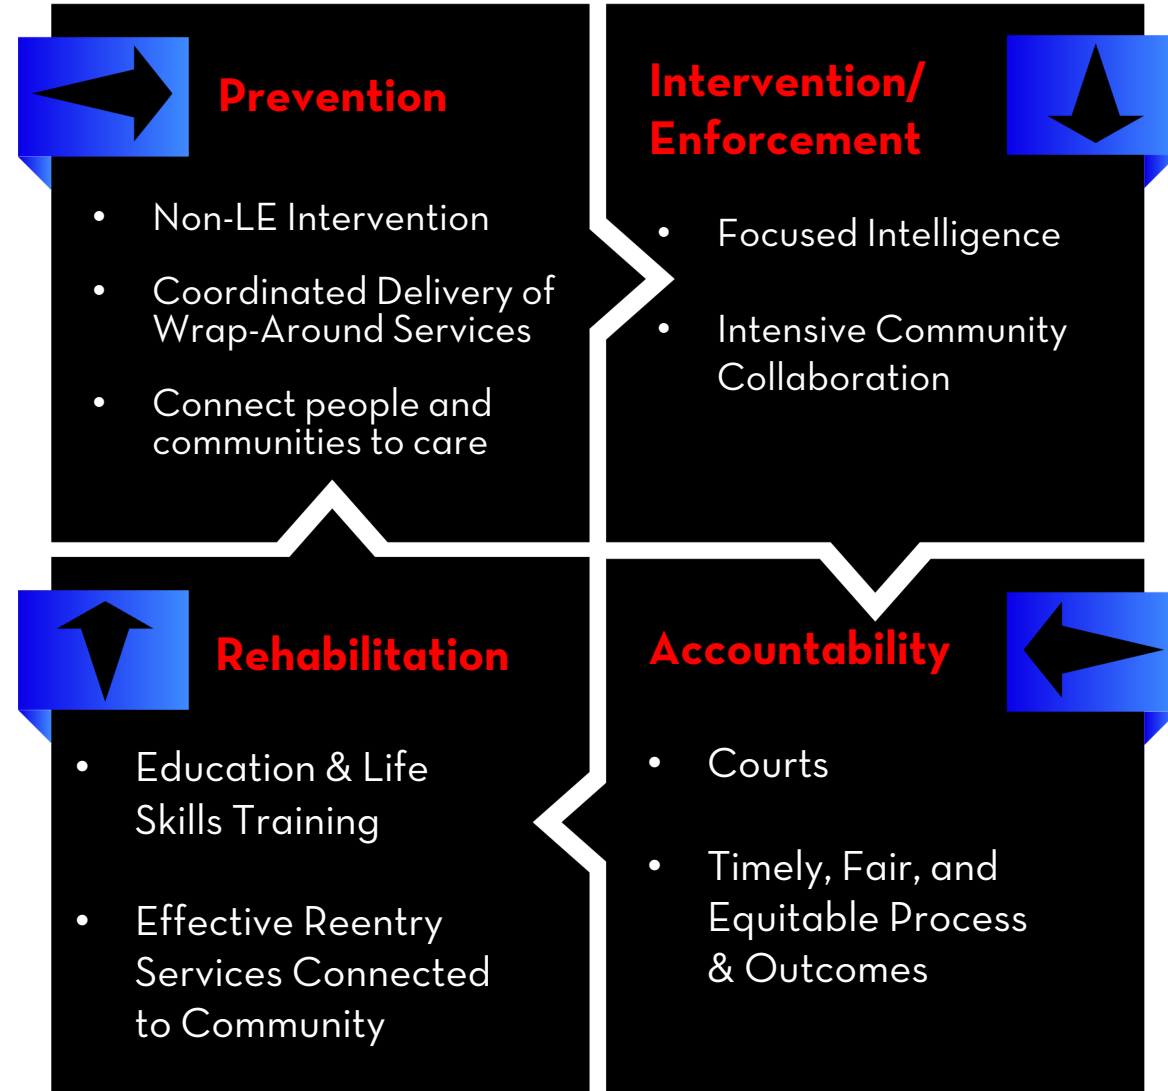 Prevention
• Non-LE Intervention
• Coordinated Delivery of
Wrap-Around Services
• Connect people and
communities to care
Intervention/
Enforcement
• Focused Intelligence
• Intensive Community
Collaboration
Rehabilitation
• Education & Life
Skills Training
• Effective Reentry
Services Connected
to Community
Accountability
• Courts
• Timely, Fair, and
Equitable Process
& Outcomes